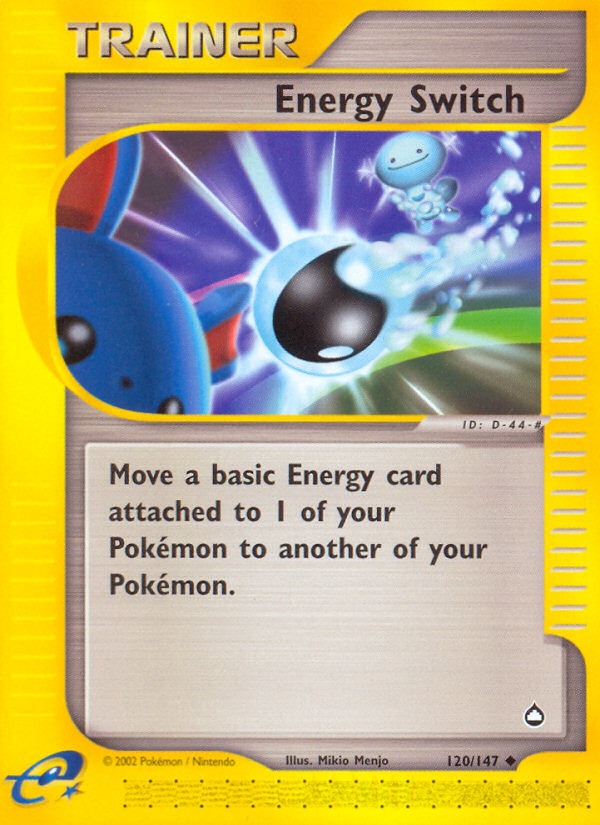 TRAINER
Energy Switch
ID: D-44-#
Move a basic Energy card
attached to 1 of your
Pokémon to another of your
Pokémon.
© 2002 Pokémon / Nintendo
Illus. Mikio Menjo
120/147